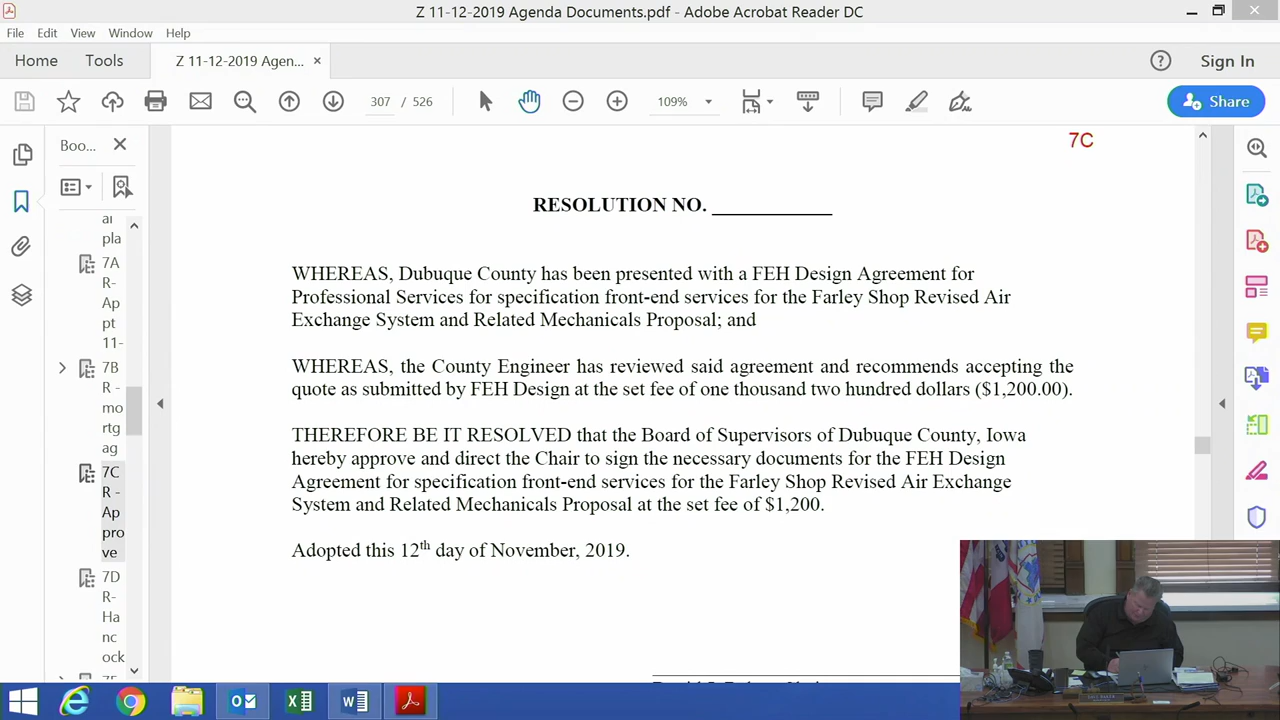 Z 11-12-2019 Agenda Documents.pdf - Adobe Acrobat Reader DC
File Edit View Window Help
Home Tools Z 11-12-2019 Agen... × Sign In
307 / 526 109% Share
Boo...
7C
RESOLUTION NO. ____________
WHEREAS, Dubuque County has been presented with a FEH Design Agreement for
Professional Services for specification front-end services for the Farley Shop Revised Air
Exchange System and Related Mechanicals Proposal; and
WHEREAS, the County Engineer has reviewed said agreement and recommends accepting the
quote as submitted by FEH Design at the set fee of one thousand two hundred dollars ($1,200.00).
THEREFORE BE IT RESOLVED that the Board of Supervisors of Dubuque County, Iowa
hereby approve and direct the Chair to sign the necessary documents for the FEH Design
Agreement for specification front-end services for the Farley Shop Revised Air Exchange
System and Related Mechanicals Proposal at the set fee of $1,200.
Adopted this 12th day of November, 2019.
al
pla
7A
R-
Ap
pt
11-
7B
R -
mo
rtg
ag
7C
R -
Ap
pro
ve
7D
R-
Ha
nc
ock